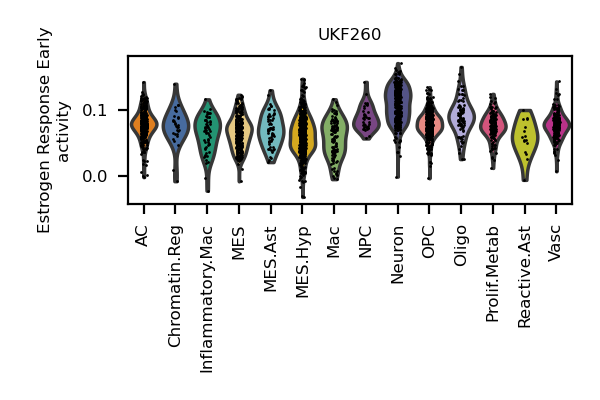 UKF260
Estrogen Response Early
activity
0.1
0.0
AC
Chromatin.Reg
Inflammatory.Mac
MES
MES.Ast
MES.Hyp
Mac
NPC
Neuron
OPC
Oligo
Prolif.Metab
Reactive.Ast
Vasc